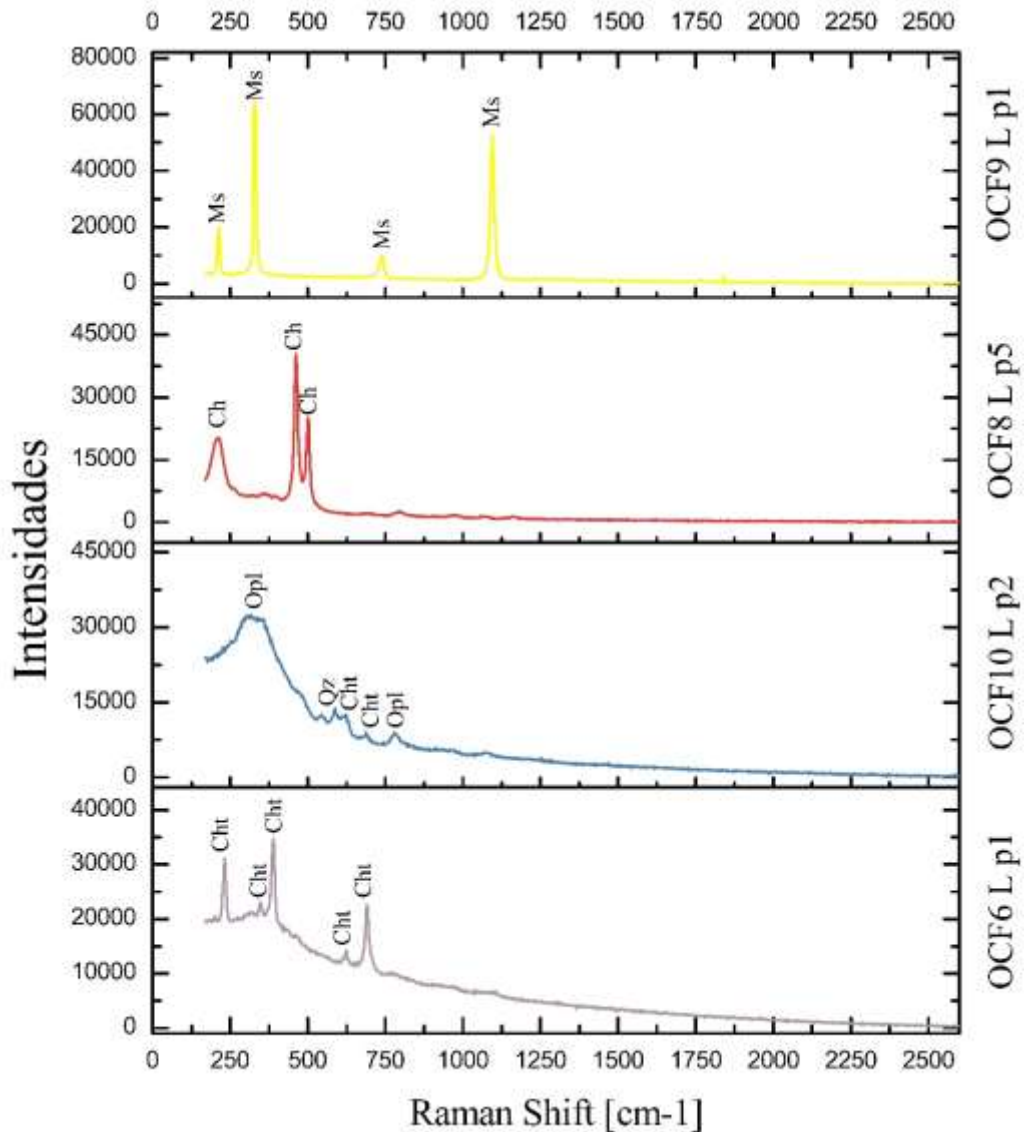 0 250 500 750 1000 1250 1500 1750 2000 2250 2500
80000
60000
40000
20000
0
Ms
Ms
Ms
Ms
OCF9 L p1
45000
30000
15000
0
Ch
Ch
Ch
OCF8 L p5
Intensidades
45000
30000
15000
0
Opl
Qz
Cht
Cht
Opl
OCF10 L p2
40000
30000
20000
10000
0
Cht
Cht
Cht
Cht
Cht
OCF6 L p1
0 250 500 750 1000 1250 1500 1750 2000 2250 2500
Raman Shift [cm-1]